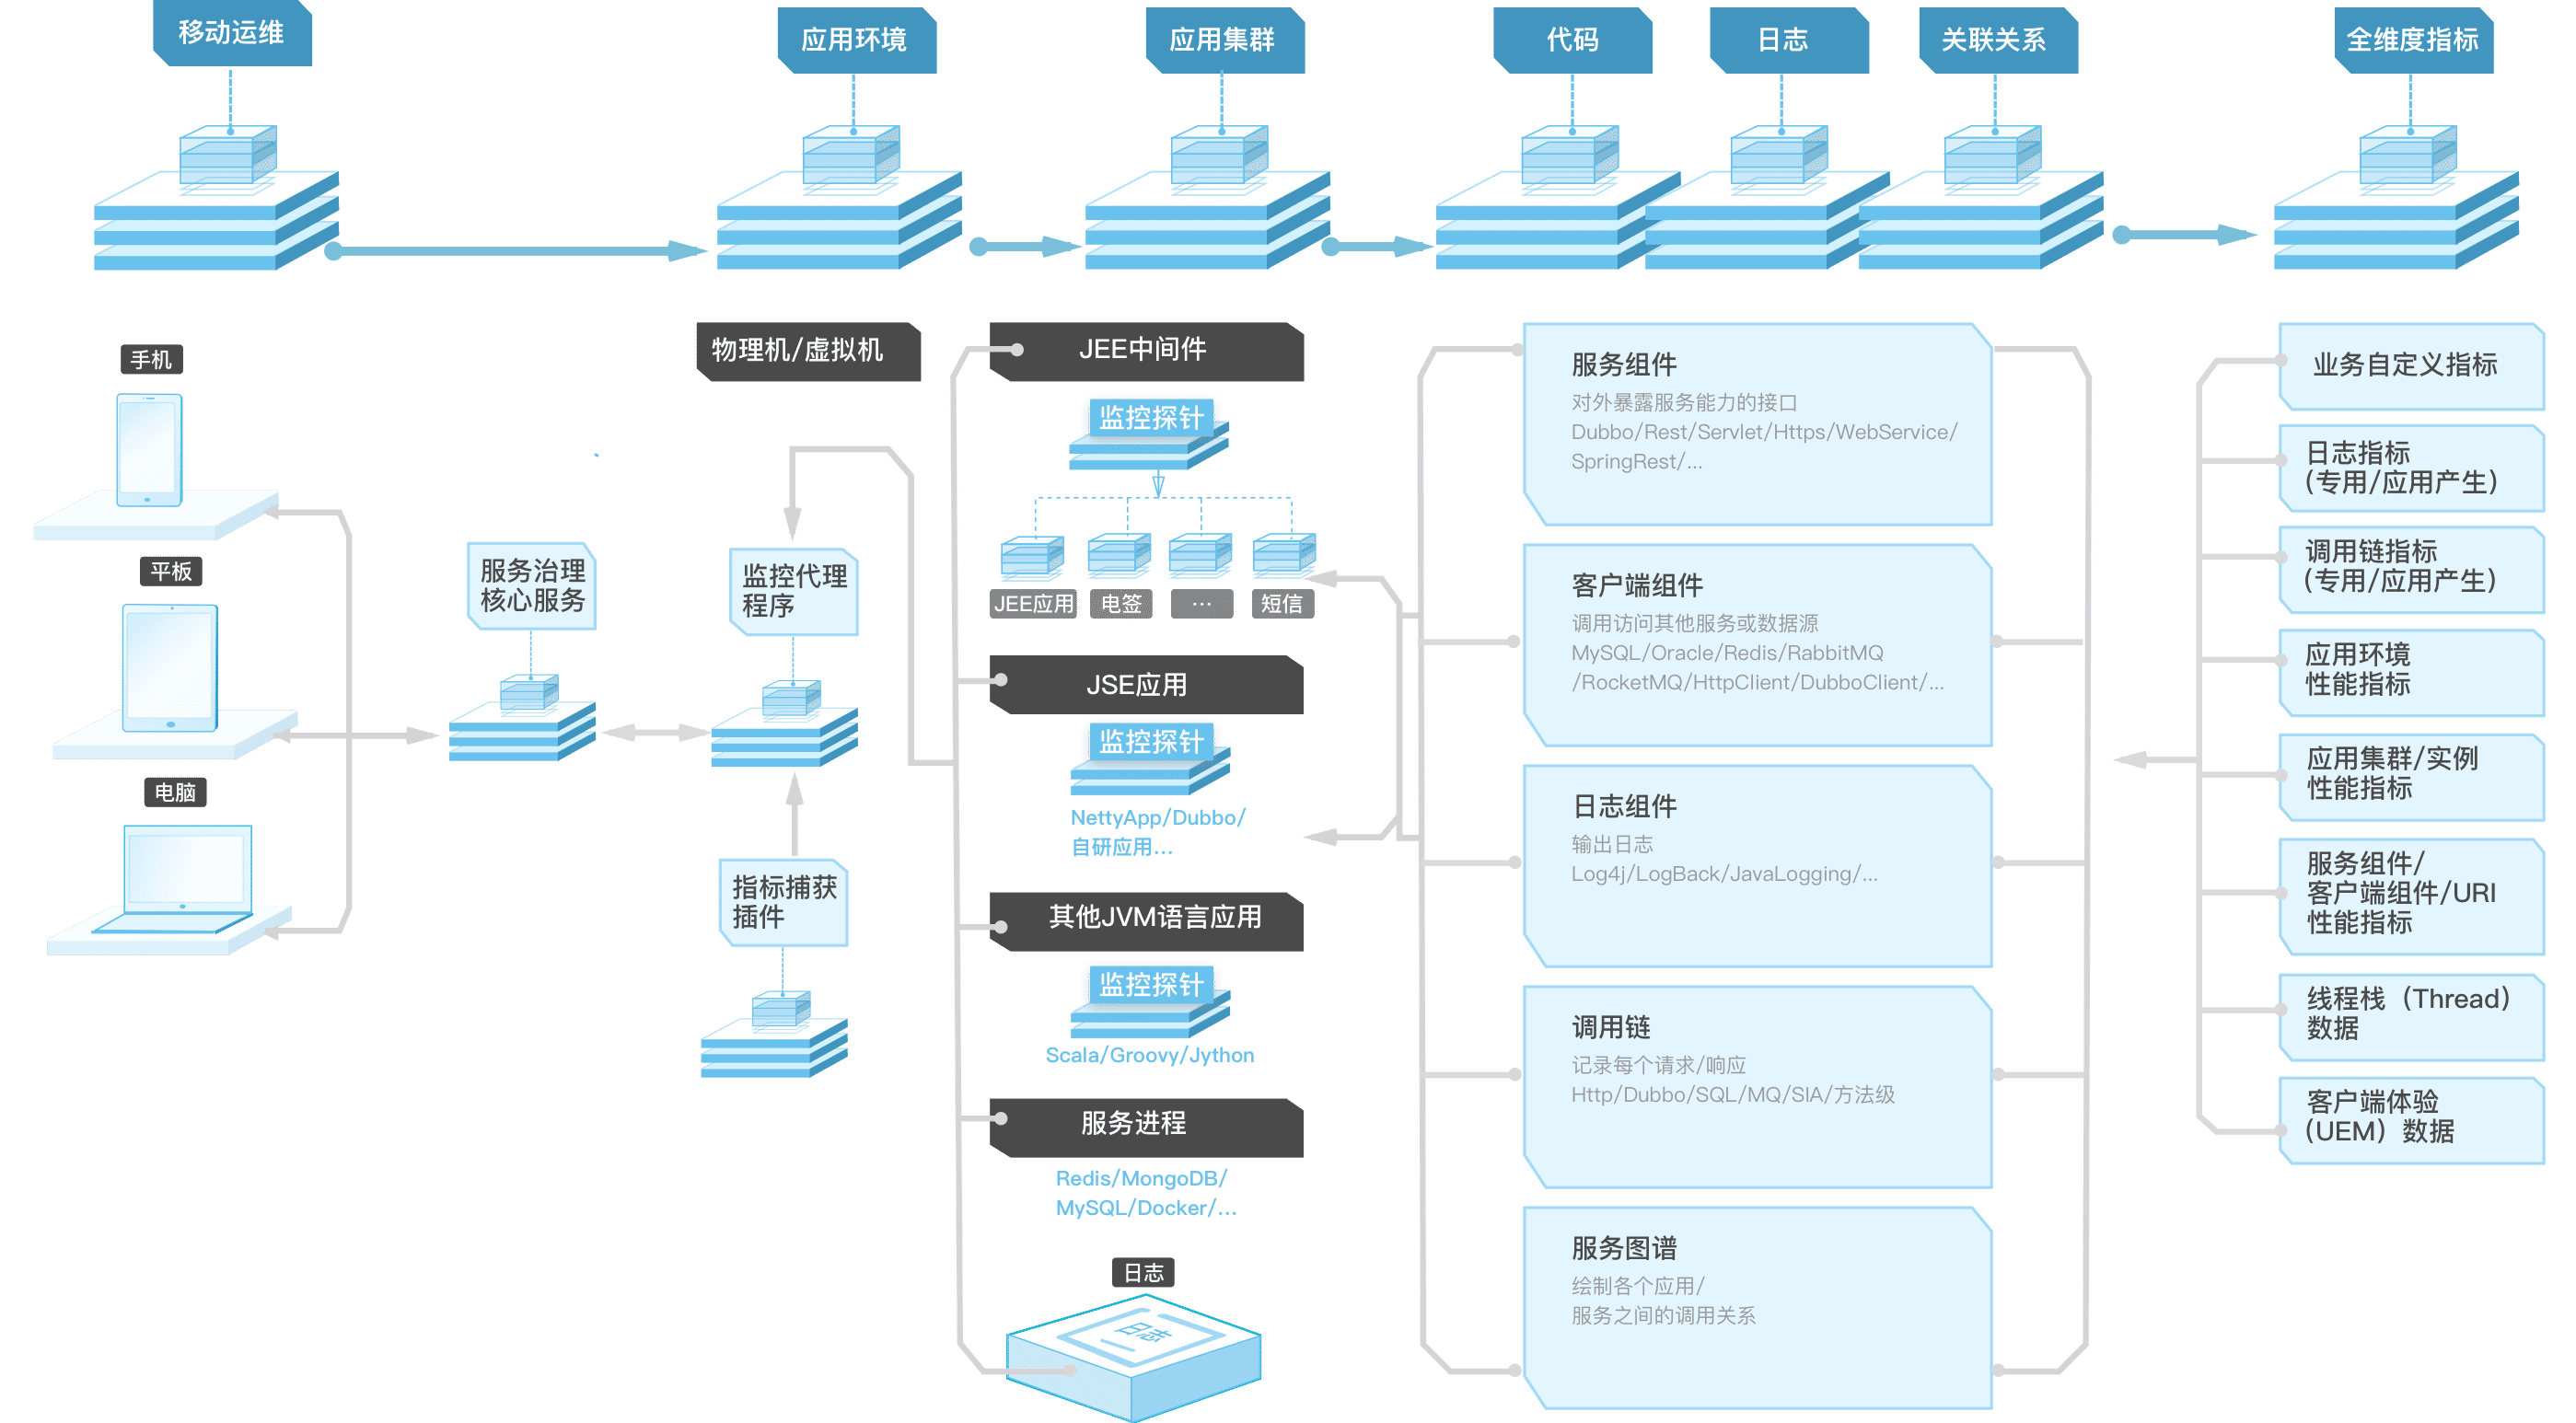 移动运维
应用环境
应用集群
代码
日志
关联关系
全维度指标
手机
平板
电脑
服务治理
核心服务
物理机/虚拟机
监控代理
程序
指标捕获
插件
JEE中间件
监控探针
JEE应用
电签
...
短信
JSE应用
监控探针
NettyApp/Dubbo/
自研应用...
其他JVM语言应用
监控探针
Scala/Groovy/Jython
服务进程
Redis/MongoDB/
MySQL/Docker/...
日志
日志
服务组件
对外暴露服务能力的接口
Dubbo/Rest/Servlet/Https/WebService/
SpringRest/...
客户端组件
调用访问其他服务或数据源
MySQL/Oracle/Redis/RabbitMQ
/RocketMQ/HttpClient/DubboClient/...
日志组件
输出日志
Log4j/LogBack/JavaLogging/...
调用链
记录每个请求/响应
Http/Dubbo/SQL/MQ/SIA/方法级
服务图谱
绘制各个应用/
服务之间的调用关系
业务自定义指标
日志指标
(专用/应用产生)
调用链指标
(专用/应用产生)
应用环境
性能指标
应用集群/实例
性能指标
服务组件/
客户端组件/URI
性能指标
线程栈（Thread）
数据
客户端体验
（UEM）数据